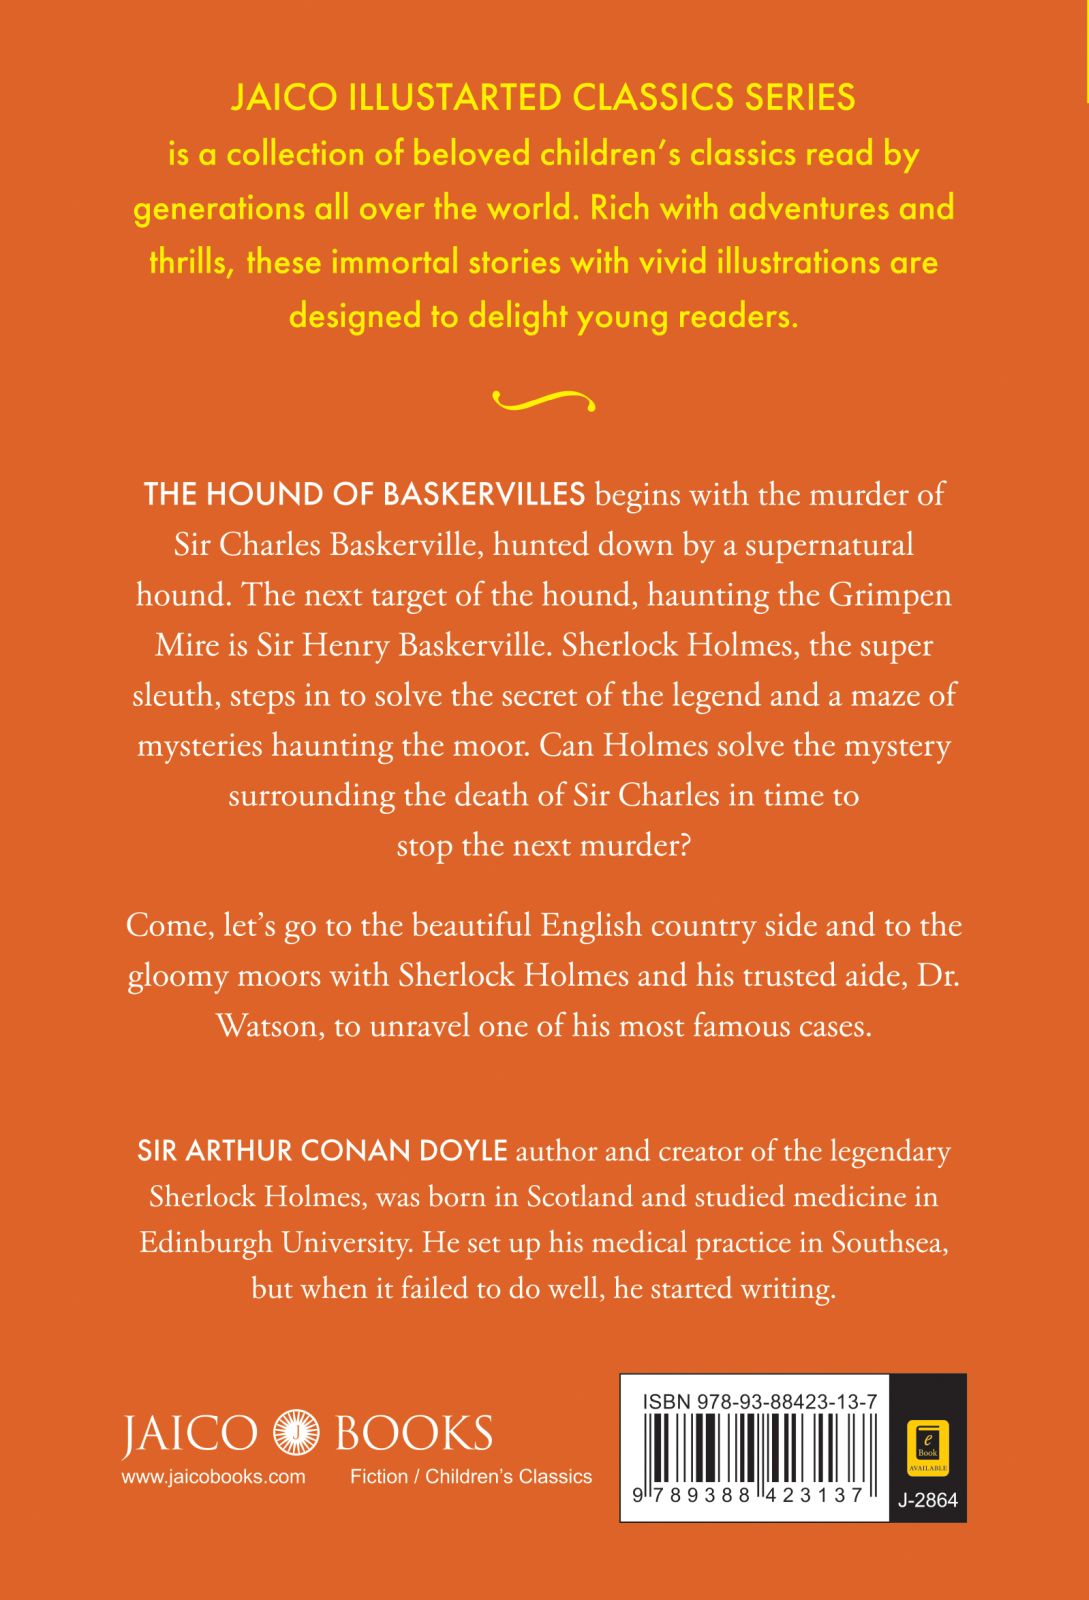 JAICO ILLUSTARTED CLASSICS SERIES
is a collection of beloved children's classics read by
generations all over the world. Rich with adventures and
thrills, these immortal stories with vivid illustrations are
designed to delight young readers.
THE HOUND OF BASKERVILLES begins with the murder of
Sir Charles Baskerville, hunted down by a supernatural
hound. The next target of the hound, haunting the Grimpen
Mire is Sir Henry Baskerville. Sherlock Holmes, the super
sleuth, steps in to solve the secret of the legend and a maze of
mysteries haunting the moor. Can Holmes solve the mystery
surrounding the death of Sir Charles in time to
stop the next murder?
Come, let's go to the beautiful English country side and to the
gloomy moors with Sherlock Holmes and his trusted aide, Dr.
Watson, to unravel one of his most famous cases.
SIR ARTHUR CONAN DOYLE author and creator of the legendary
Sherlock Holmes, was born in Scotland and studied medicine in
Edinburgh University. He set up his medical practice in Southsea,
but when it failed to do well, he started writing.
JAICO J BOOKS
www.jaicobooks.com Fiction / Children's Classics
ISBN 978-93-88423-13-7
9 789388 423137
e
Book
AVAILABLE
J-2864